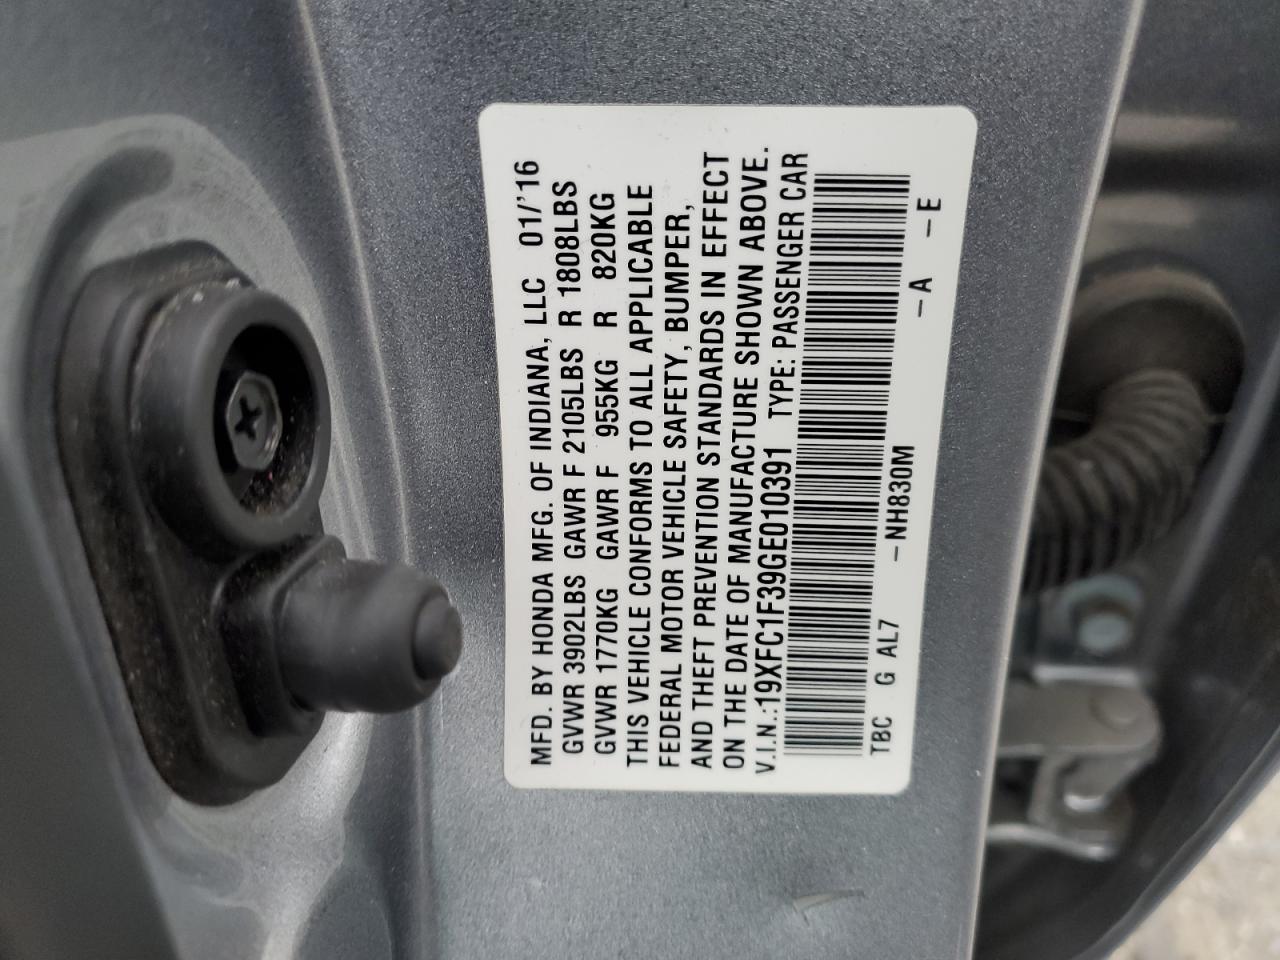 MFD. BY HONDA MFG. OF INDIANA, LLC 01/'16
GVWR 3902LBS GAWR F 2105LBS R 1808LBS
GVWR 1770KG GAWR F 955KG R 820KG
THIS VEHICLE CONFORMS TO ALL APPLICABLE
FEDERAL MOTOR VEHICLE SAFETY, BUMPER,
AND THEFT PREVENTION STANDARDS IN EFFECT
ON THE DATE OF MANUFACTURE SHOWN ABOVE.
V.I.N.:19XFC1F39GE010391 TYPE: PASSENGER CAR
TBC G AL7 -NH830M -A -E